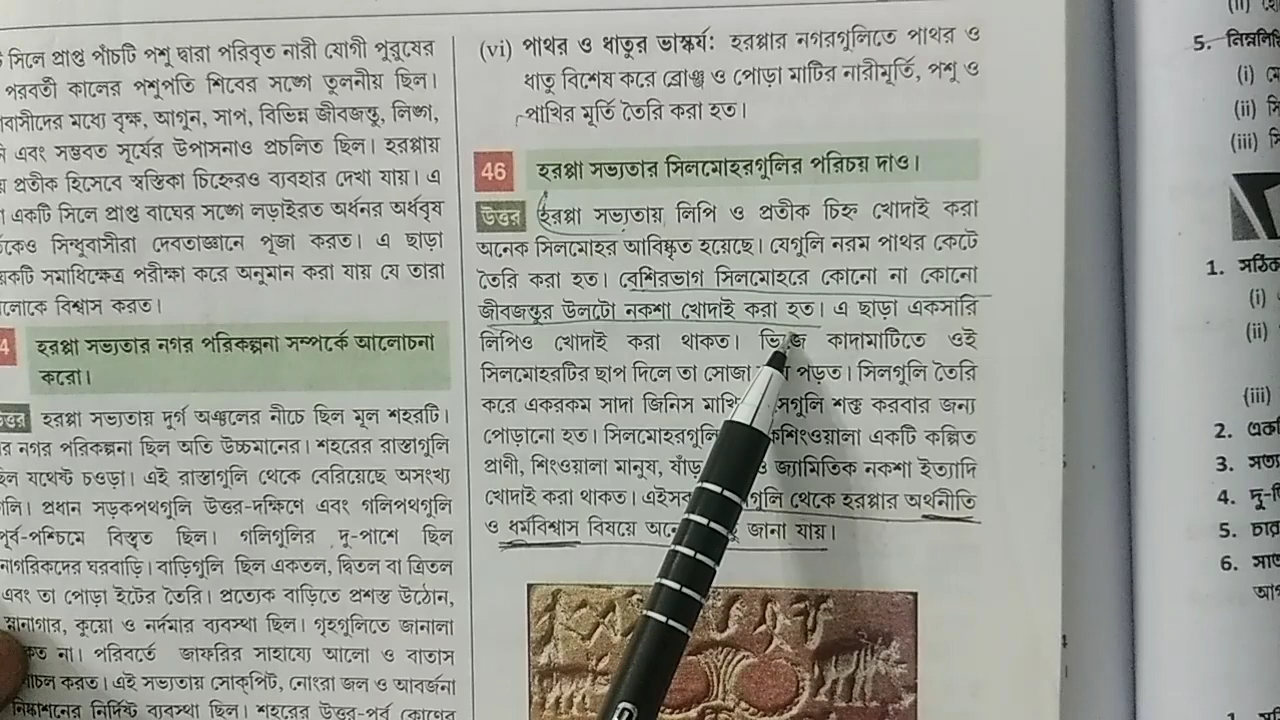 সিলে প্রাপ্ত পাঁচটি পশু দ্বারা পরিবৃত নারী যোগী পুরুষের
পরবর্তী কালের পশুপতি শিবের সঙ্গে তুলনীয় ছিল।
বাসীদের মধ্যে বৃক্ষ, আগুন, সাপ, বিভিন্ন জীবজন্তু, লিঙ্গ,
এবং সম্ভবত সূর্যের উপাসনাও প্রচলিত ছিল। হরপ্পায়
প্রতীক হিসেবে স্বস্তিকা চিহ্নেরও ব্যবহার দেখা যায়। এ
একটি সিলে প্রাপ্ত বাঘের সঙ্গে লড়াইরত অর্ধনর অর্ধবৃষ
কেও সিন্ধুবাসীরা দেবতাজ্ঞানে পূজা করত। এ ছাড়া
কটি সমাধিক্ষেত্র পরীক্ষা করে অনুমান করা যায় যে তারা
লোকে বিশ্বাস করত।
4 হরপ্পা সভ্যতার নগর পরিকল্পনা সম্পর্কে আলোচনা
করো।
উত্তর হরপ্পা সভ্যতায় দুর্গ অঞ্চলের নীচে ছিল মূল শহরটি।
র নগর পরিকল্পনা ছিল অতি উচ্চমানের। শহরের রাস্তাগুলি
ছিল যথেষ্ট চওড়া। এই রাস্তাগুলি থেকে বেরিয়েছে অসংখ্য
গলি। প্রধান সড়কপথগুলি উত্তর-দক্ষিণে এবং গলিপথগুলি
পূর্ব-পশ্চিমে বিস্তৃত ছিল। গলিগুলির দু-পাশে ছিল
নাগরিকদের ঘরবাড়ি। বাড়িগুলি ছিল একতল, দ্বিতল বা ত্রিতল
এবং তা পোড়া ইটের তৈরি। প্রত্যেক বাড়িতে প্রশস্ত উঠোন,
স্নানাগার, কুয়ো ও নর্দমার ব্যবস্থা ছিল। গৃহগুলিতে জানালা
কত না। পরিবর্তে জাফরির সাহায্যে আলো ও বাতাস
চলাচল করত। এই সভ্যতায় সোক্‌পিট, নোংরা জল ও আবর্জনা
নিষ্কাশনের নির্দিষ্ট ব্যবস্থা ছিল। শহরের উত্তর-পূর্ব কোণের
(vi) পাথর ও ধাতুর ভাস্কর্য: হরপ্পার নগরগুলিতে পাথর ও
ধাতু বিশেষ করে ব্রোঞ্জ ও পোড়া মাটির নারীমূর্তি, পশু ও
পাখির মূর্তি তৈরি করা হত।
46 হরপ্পা সভ্যতার সিলমোহরগুলির পরিচয় দাও।
উত্তর হরপ্পা সভ্যতায় লিপি ও প্রতীক চিহ্ন খোদাই করা
অনেক সিলমোহর আবিষ্কৃত হয়েছে। যেগুলি নরম পাথর কেটে
তৈরি করা হত। বেশিরভাগ সিলমোহরে কোনো না কোনো
জীবজন্তুর উলটো নকশা খোদাই করা হত। এ ছাড়া একসারি
লিপিও খোদাই করা থাকত। ভিজে কাদামাটিতে ওই
সিলমোহরটির ছাপ দিলে তা সোজা পড়ত। সিলগুলি তৈরি
করে একরকম সাদা জিনিস সেগুলি শক্ত করবার জন্য
পোড়ানো হত। একশিংওয়ালা একটি কল্পিত
প্রাণী, শিংওয়ালা মানুষ, ষাঁড় ও জ্যামিতিক নকশা ইত্যাদি
খোদাই করা থাকত। গুলি থেকে হরপ্পার অর্থনীতি
ও ধর্মবিশ্বাস বিষয়ে জানা যায়।
5.
(i)
(ii)
(iii)
1. সঠিক
(i)
(ii)
(iii)
2.
3. সত্য
4.
5.
6.